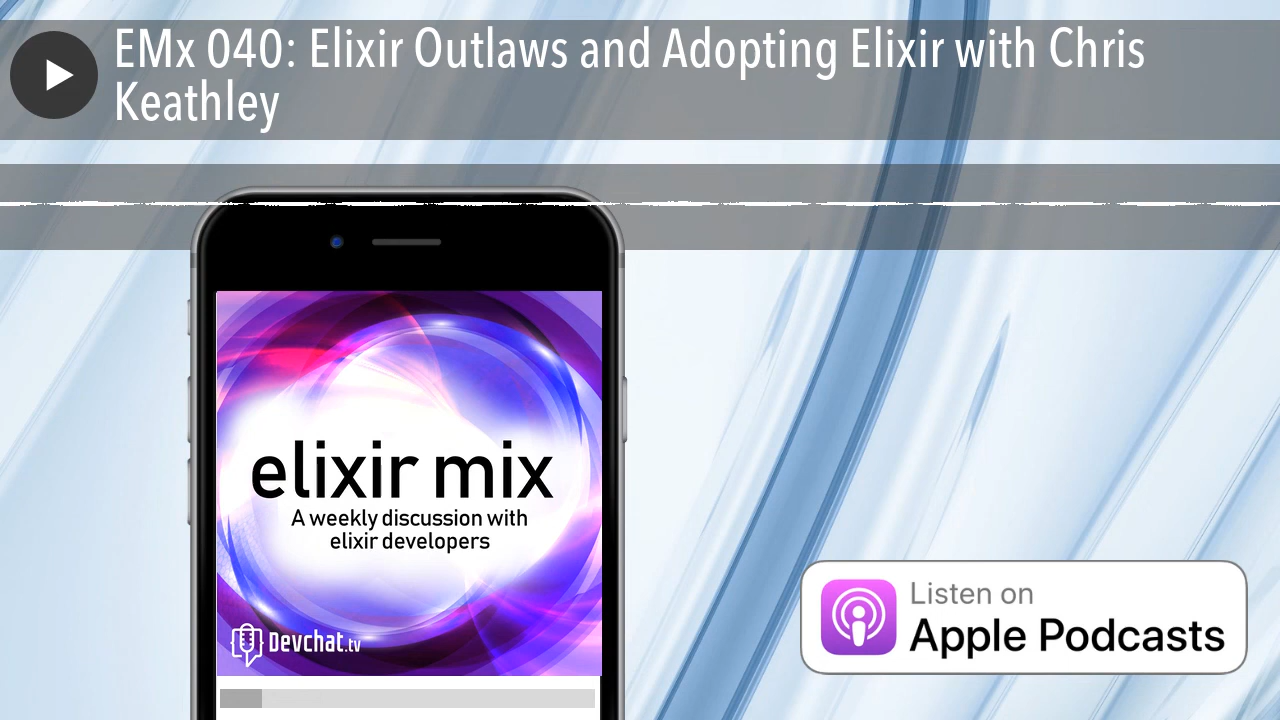 EMx 040: Elixir Outlaws and Adopting Elixir with Chris
Keathley
elixir mix
A weekly discussion with
elixir developers
Devchat.tv
Listen on
Apple Podcasts